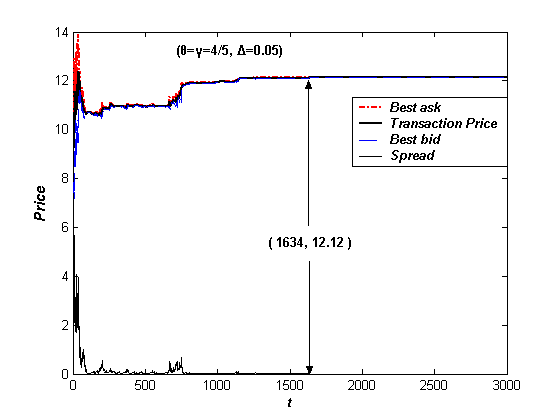 (θ=γ=4/5, Δ=0.05)
14
12
10
8
6
4
2
0
Price
Best ask
Transaction Price
Best bid
Spread
( 1634, 12.12 )
0 500 1000 1500 2000 2500 3000
t